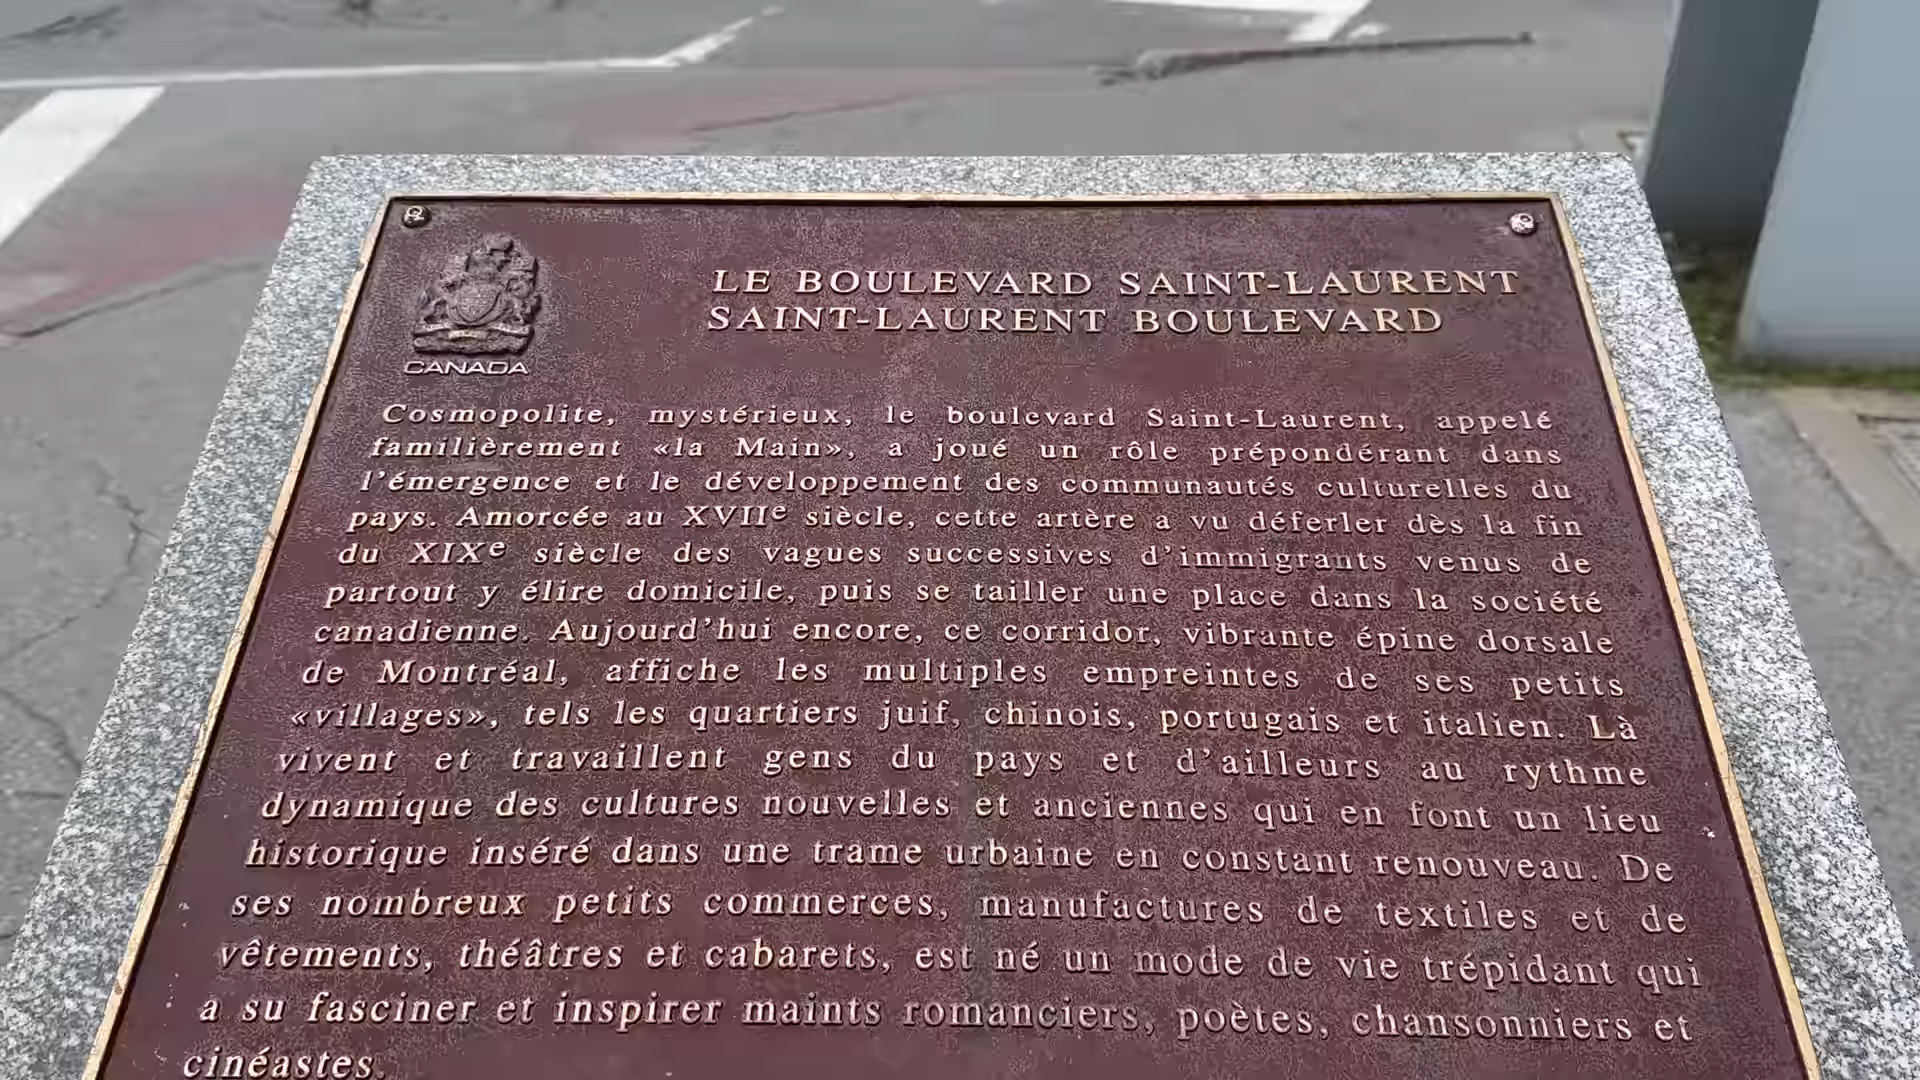 LE BOULEVARD SAINT-LAURENT
SAINT-LAURENT BOULEVARD
CANADA
Cosmopolite, mystérieux, le boulevard Saint-Laurent, appelé
familièrement «la Main», a joué un rôle prépondérant dans
l'émergence et le développement des communautés culturelles du
pays. Amorcée au XVIIe siècle, cette artère a vu déferler dès la fin
du XIXe siècle des vagues successives d'immigrants venus de
partout y élire domicile, puis se tailler une place dans la société
canadienne. Aujourd'hui encore, ce corridor, vibrante épine dorsale
de Montréal, affiche les multiples empreintes de ses petits
«villages», tels les quartiers juif, chinois, portugais et italien. Là
vivent et travaillent gens du pays et d'ailleurs au rythme
dynamique des cultures nouvelles et anciennes qui en font un lieu
historique inséré dans une trame urbaine en constant renouveau. De
ses nombreux petits commerces, manufactures de textiles et de
vêtements, théâtres et cabarets, est né un mode de vie trépidant qui
a su fasciner et inspirer maints romanciers, poètes, chansonniers et
cinéastes.